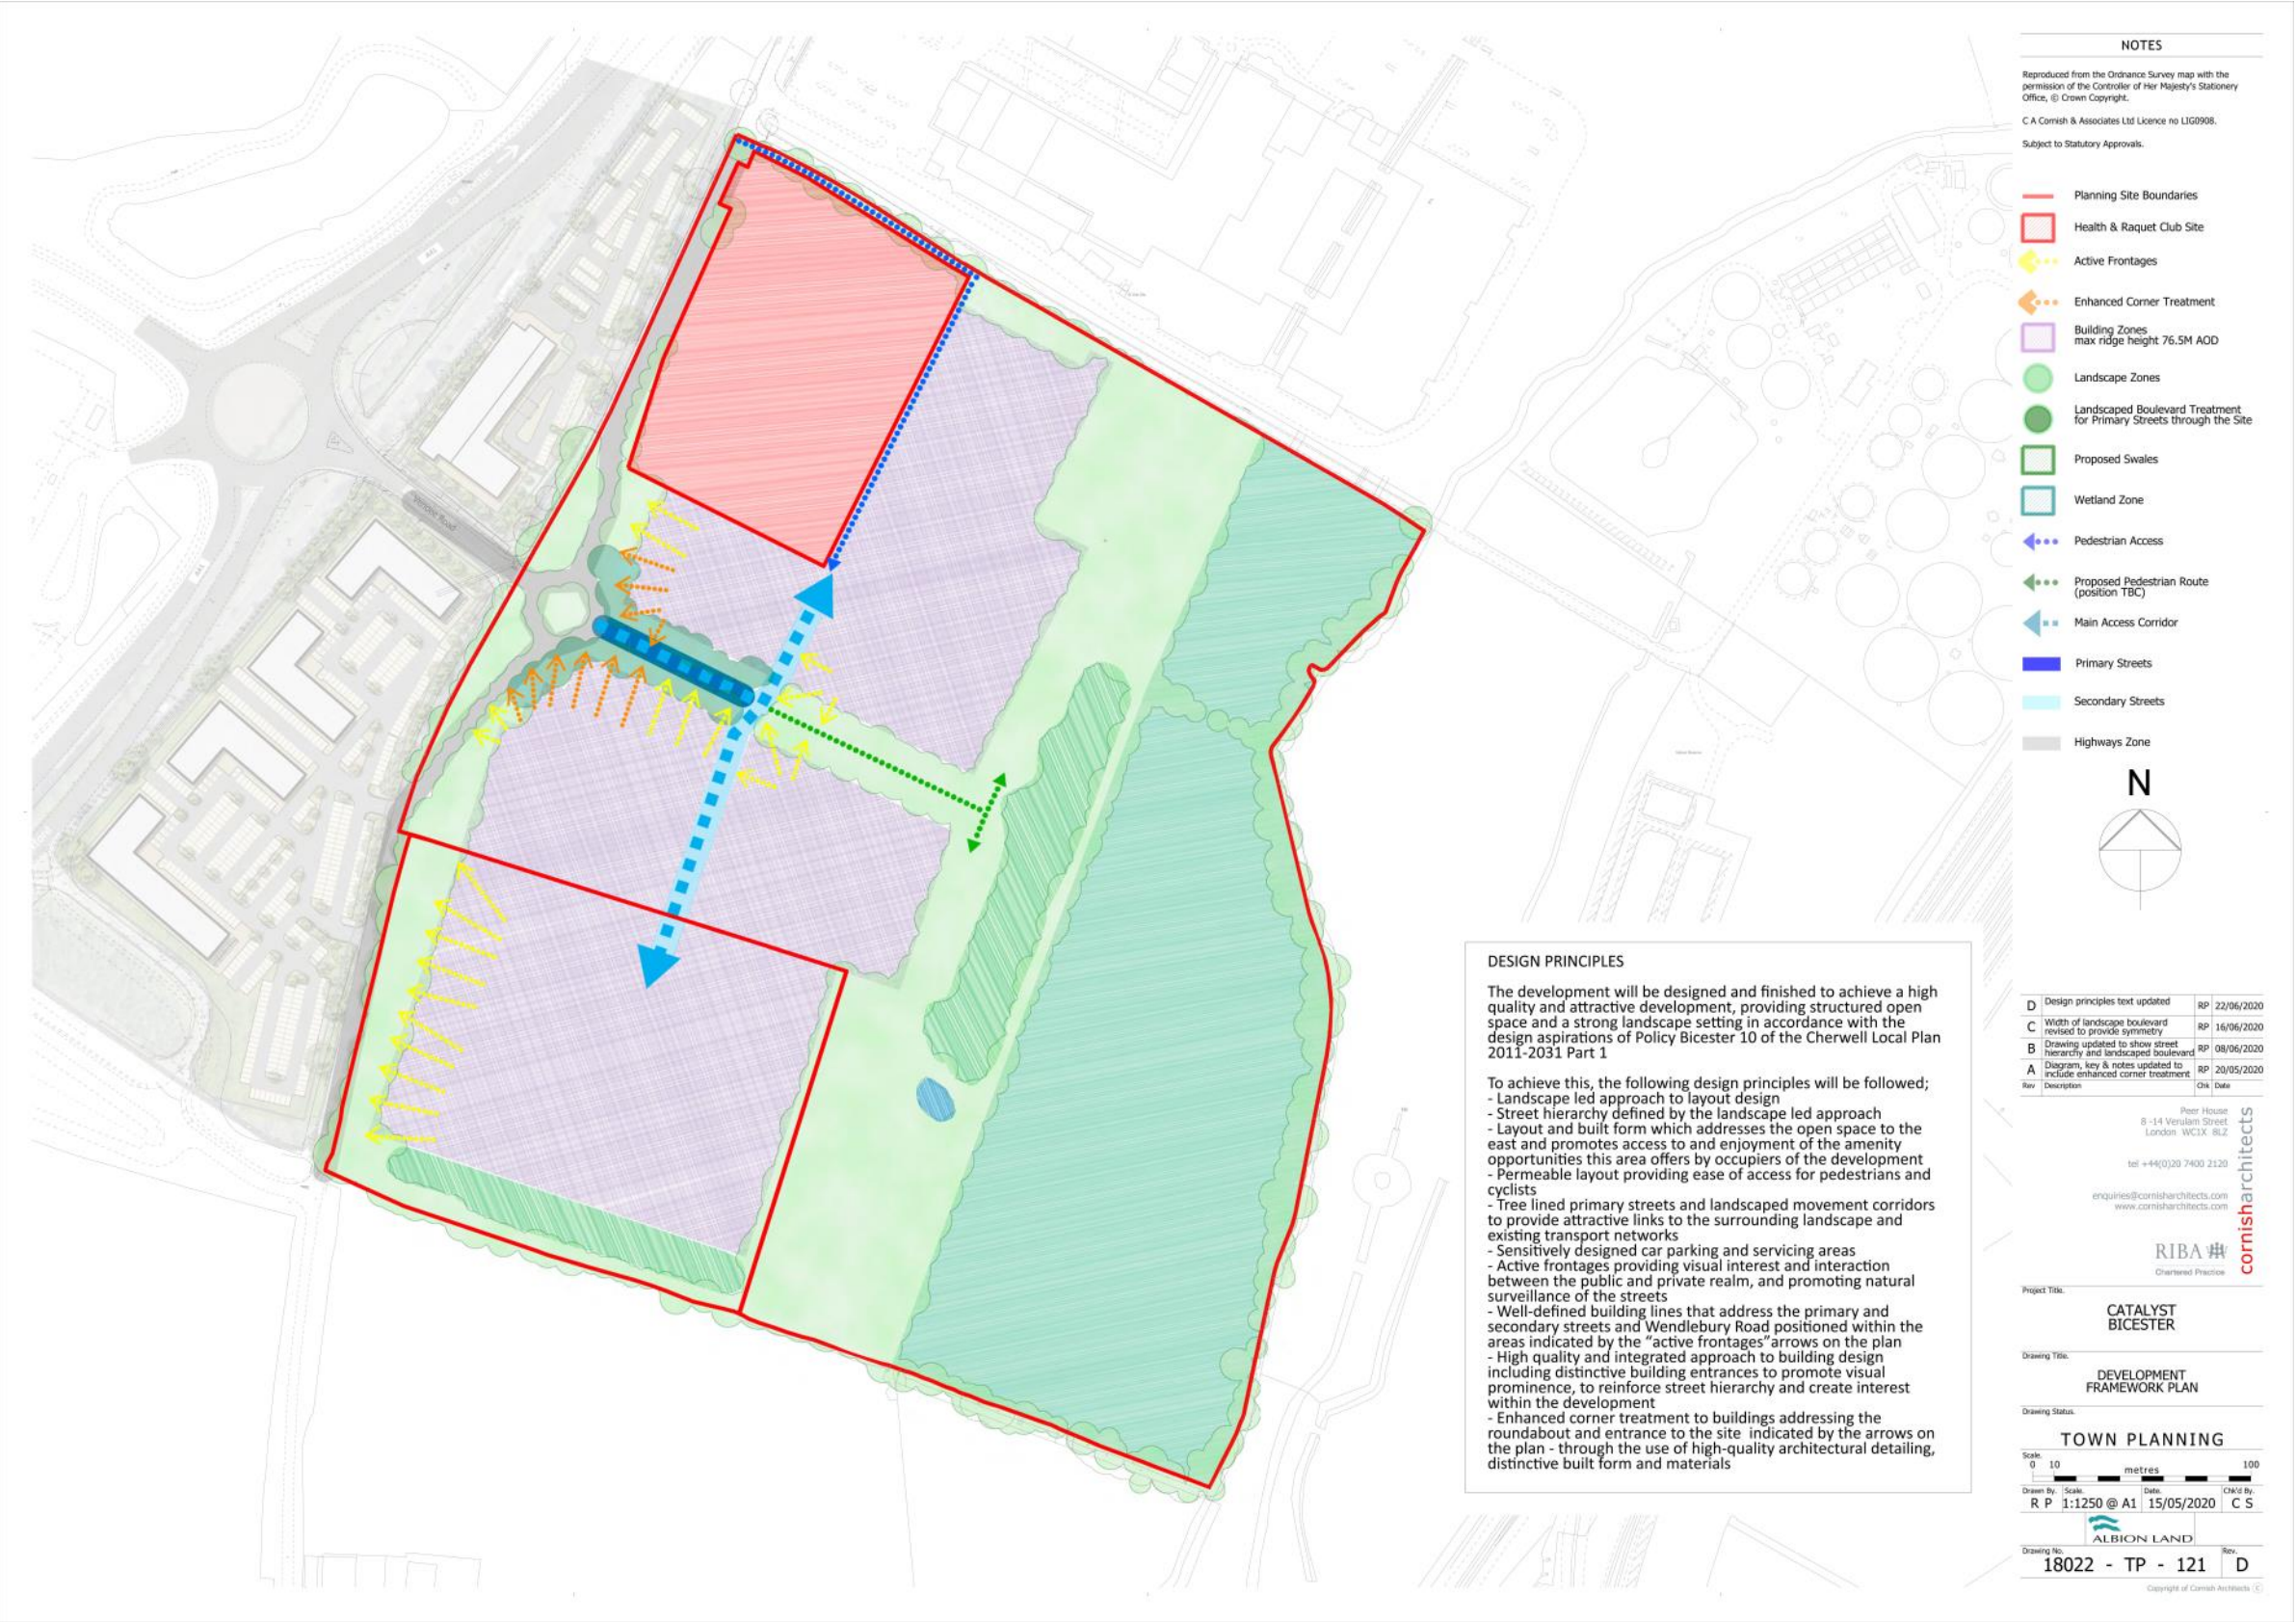 NOTES
Reproduced from the Ordnance Survey map with the
permission of the Controller of Her Majesty's Stationery
Office, © Crown Copyright.
C A Cornish & Associates Ltd Licence no LIG0908.
Subject to Statutory Approvals.
Planning Site Boundaries
Health & Raquet Club Site
Active Frontages
Enhanced Corner Treatment
Building Zones
max ridge height 76.5M AOD
Landscape Zones
Landscaped Boulevard Treatment
for Primary Streets through the Site
Proposed Swales
Wetland Zone
Pedestrian Access
Proposed Pedestrian Route
(position TBC)
Main Access Corridor
Primary Streets
Secondary Streets
Highways Zone
N
A41
Vendee Road
A41
DESIGN PRINCIPLES
The development will be designed and finished to achieve a high
quality and attractive development, providing structured open
space and a strong landscape setting in accordance with the
design aspirations of Policy Bicester 10 of the Cherwell Local Plan
2011-2031 Part 1
To achieve this, the following design principles will be followed;
- Landscape led approach to layout design
- Street hierarchy defined by the landscape led approach
- Layout and built form which addresses the open space to the
east and promotes access to and enjoyment of the amenity
opportunities this area offers by occupiers of the development
- Permeable layout providing ease of access for pedestrians and
cyclists
- Tree lined primary streets and landscaped movement corridors
to provide attractive links to the surrounding landscape and
existing transport networks
- Sensitively designed car parking and servicing areas
- Active frontages providing visual interest and interaction
between the public and private realm, and promoting natural
surveillance of the streets
- Well-defined building lines that address the primary and
secondary streets and Wendlebury Road positioned within the
areas indicated by the “active frontages”arrows on the plan
- High quality and integrated approach to building design
including distinctive building entrances to promote visual
prominence, to reinforce street hierarchy and create interest
within the development
- Enhanced corner treatment to buildings addressing the
roundabout and entrance to the site indicated by the arrows on
the plan - through the use of high-quality architectural detailing,
distinctive built form and materials
D Design principles text updated RP 22/06/2020
C Width of landscape boulevard
revised to provide symmetry RP 16/06/2020
B Drawing updated to show street
hierarchy and landscaped boulevard RP 08/06/2020
A Diagram, key & notes updated to
include enhanced corner treatment RP 20/05/2020
Rev Description Chk Date
Peer House
8 -14 Verulam Street
London WC1X 8LZ
tel +44(0)20 7400 2120
enquiries@cornisharchitects.com
www.cornisharchitects.com
cornisharchitects
RIBA
Chartered Practice
Project Title.
CATALYST
BICESTER
Drawing Title.
DEVELOPMENT
FRAMEWORK PLAN
Drawing Status.
TOWN PLANNING
Scale.
0 10 metres 100
Drawn By. Scale. Date. Chk'd By.
R P 1:1250 @ A1 15/05/2020 C S
ALBION LAND
Drawing No. Rev.
18022 - TP - 121 D
Copyright of Cornish Architects ©